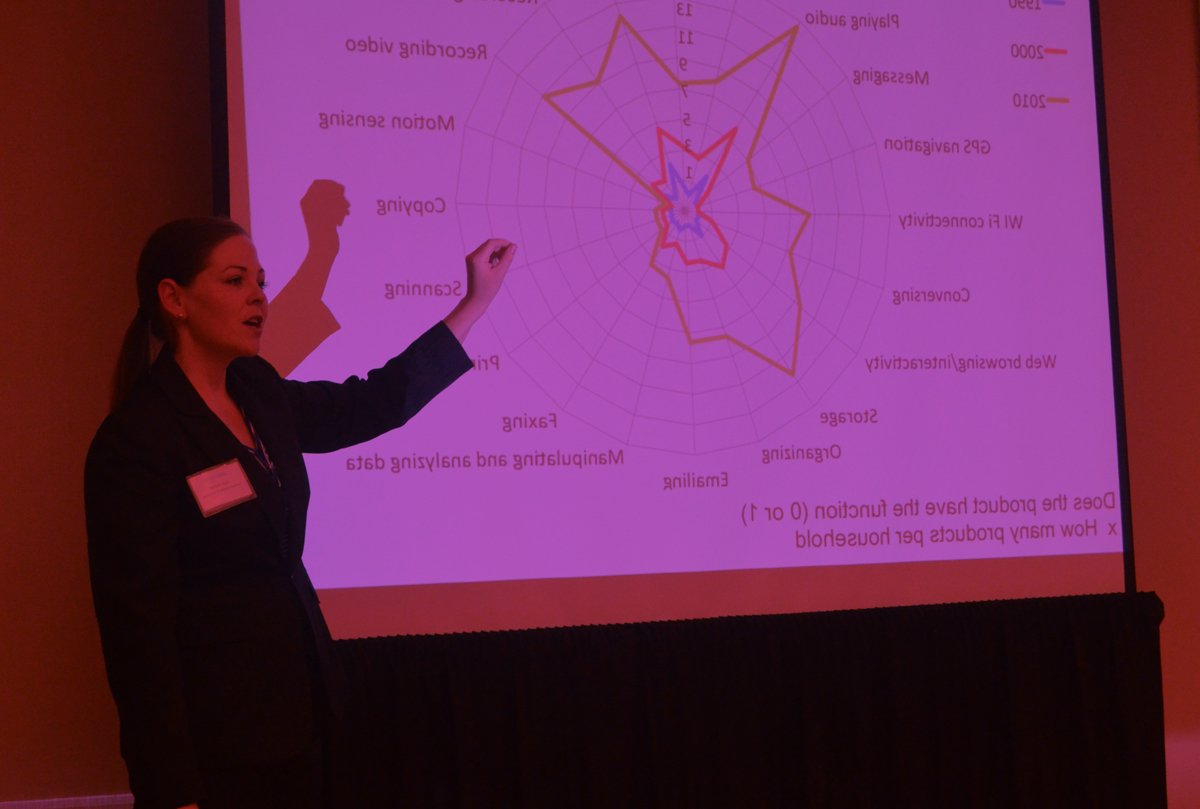 13
11
9
7
5
3
1
Playing audio
Messaging
GPS navigation
Wi Fi connectivity
Conversing
Web browsing/interactivity
Storage
Organizing
Emailing
Manipulating and analyzing data
Faxing
Scanning
Copying
Motion sensing
Recording video
1990
2000
2010
Does the product have the function (0 or 1)
x How many products per household